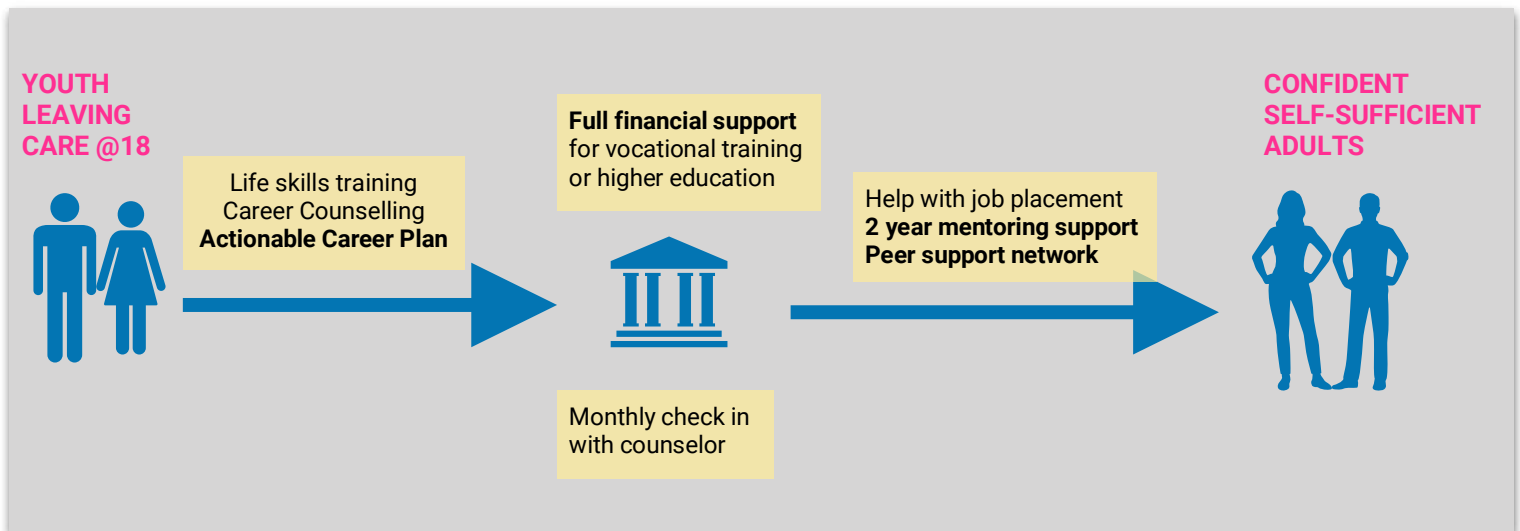 YOUTH
LEAVING
CARE @18
Life skills training
Career Counselling
Actionable Career Plan
Full financial support
for vocational training
or higher education
Monthly check in
with counselor
Help with job placement
2 year mentoring support
Peer support network
CONFIDENT
SELF-SUFFICIENT
ADULTS